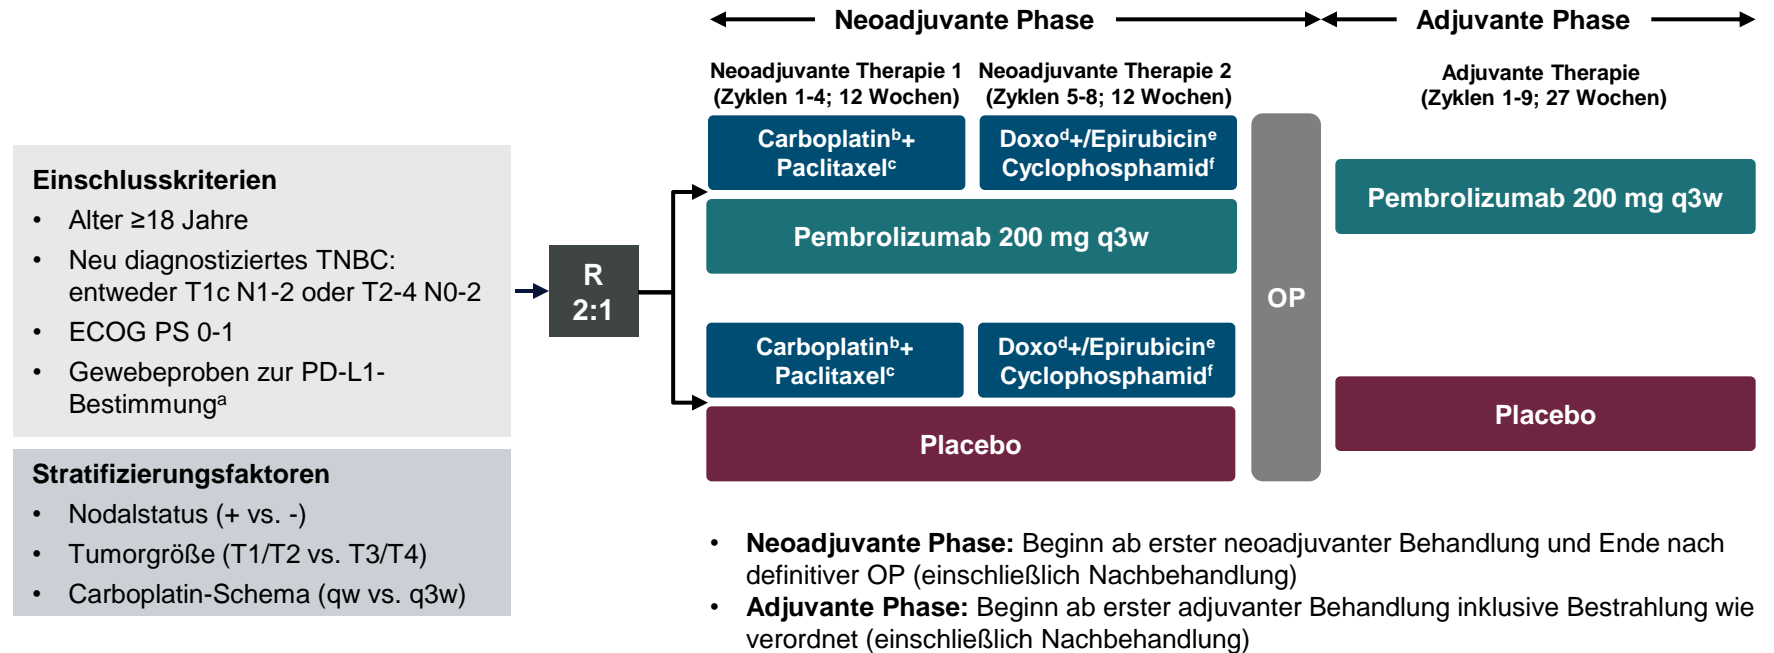 Neoadjuvante Phase
Adjuvante Phase
Neoadjuvante Therapie 1
(Zyklen 1-4; 12 Wochen)
Neoadjuvante Therapie 2
(Zyklen 5-8; 12 Wochen)
Adjuvante Therapie
(Zyklen 1-9; 27 Wochen)
Einschlusskriterien
• Alter ≥18 Jahre
• Neu diagnostiziertes TNBC:
entweder T1c N1-2 oder T2-4 N0-2
• ECOG PS 0-1
• Gewebeproben zur PD-L1-
Bestimmungᵃ
Stratifizierungsfaktoren
• Nodalstatus (+ vs. -)
• Tumorgröße (T1/T2 vs. T3/T4)
• Carboplatin-Schema (qw vs. q3w)
R
2:1
Carboplatinᵇ+
Paclitaxelᶜ
Doxoᵈ+/Epirubicinᵉ
Cyclophosphamidᶠ
Pembrolizumab 200 mg q3w
Carboplatinᵇ+
Paclitaxelᶜ
Doxoᵈ+/Epirubicinᵉ
Cyclophosphamidᶠ
Placebo
OP
Pembrolizumab 200 mg q3w
Placebo
• Neoadjuvante Phase: Beginn ab erster neoadjuvanter Behandlung und Ende nach
definitiver OP (einschließlich Nachbehandlung)
• Adjuvante Phase: Beginn ab erster adjuvanter Behandlung inklusive Bestrahlung wie
verordnet (einschließlich Nachbehandlung)